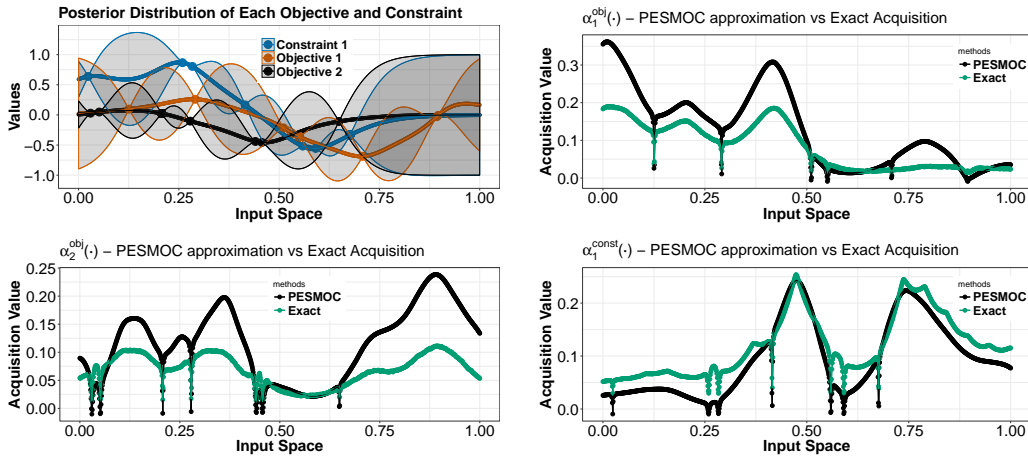 Posterior Distribution of Each Objective and Constraint
Values
1.0
0.5
0.0
−0.5
−1.0
Constraint 1
Objective 1
Objective 2
0.00
0.25
0.50
0.75
1.00
Input Space
α₁ᵒᵇʲ(·) − PESMOC approximation vs Exact Acquisition
Acquisition Value
0.3
0.2
0.1
0.0
methods
PESMOC
Exact
0.00
0.25
0.50
0.75
1.00
Input Space
α₂ᵒᵇʲ(·) − PESMOC approximation vs Exact Acquisition
Acquisition Value
0.25
0.20
0.15
0.10
0.05
0.00
methods
PESMOC
Exact
0.00
0.25
0.50
0.75
1.00
Input Space
α₁ᶜᵒⁿˢᵗ(·) − PESMOC approximation vs Exact Acquisition
Acquisition Value
0.2
0.1
0.0
methods
PESMOC
Exact
0.00
0.25
0.50
0.75
1.00
Input Space